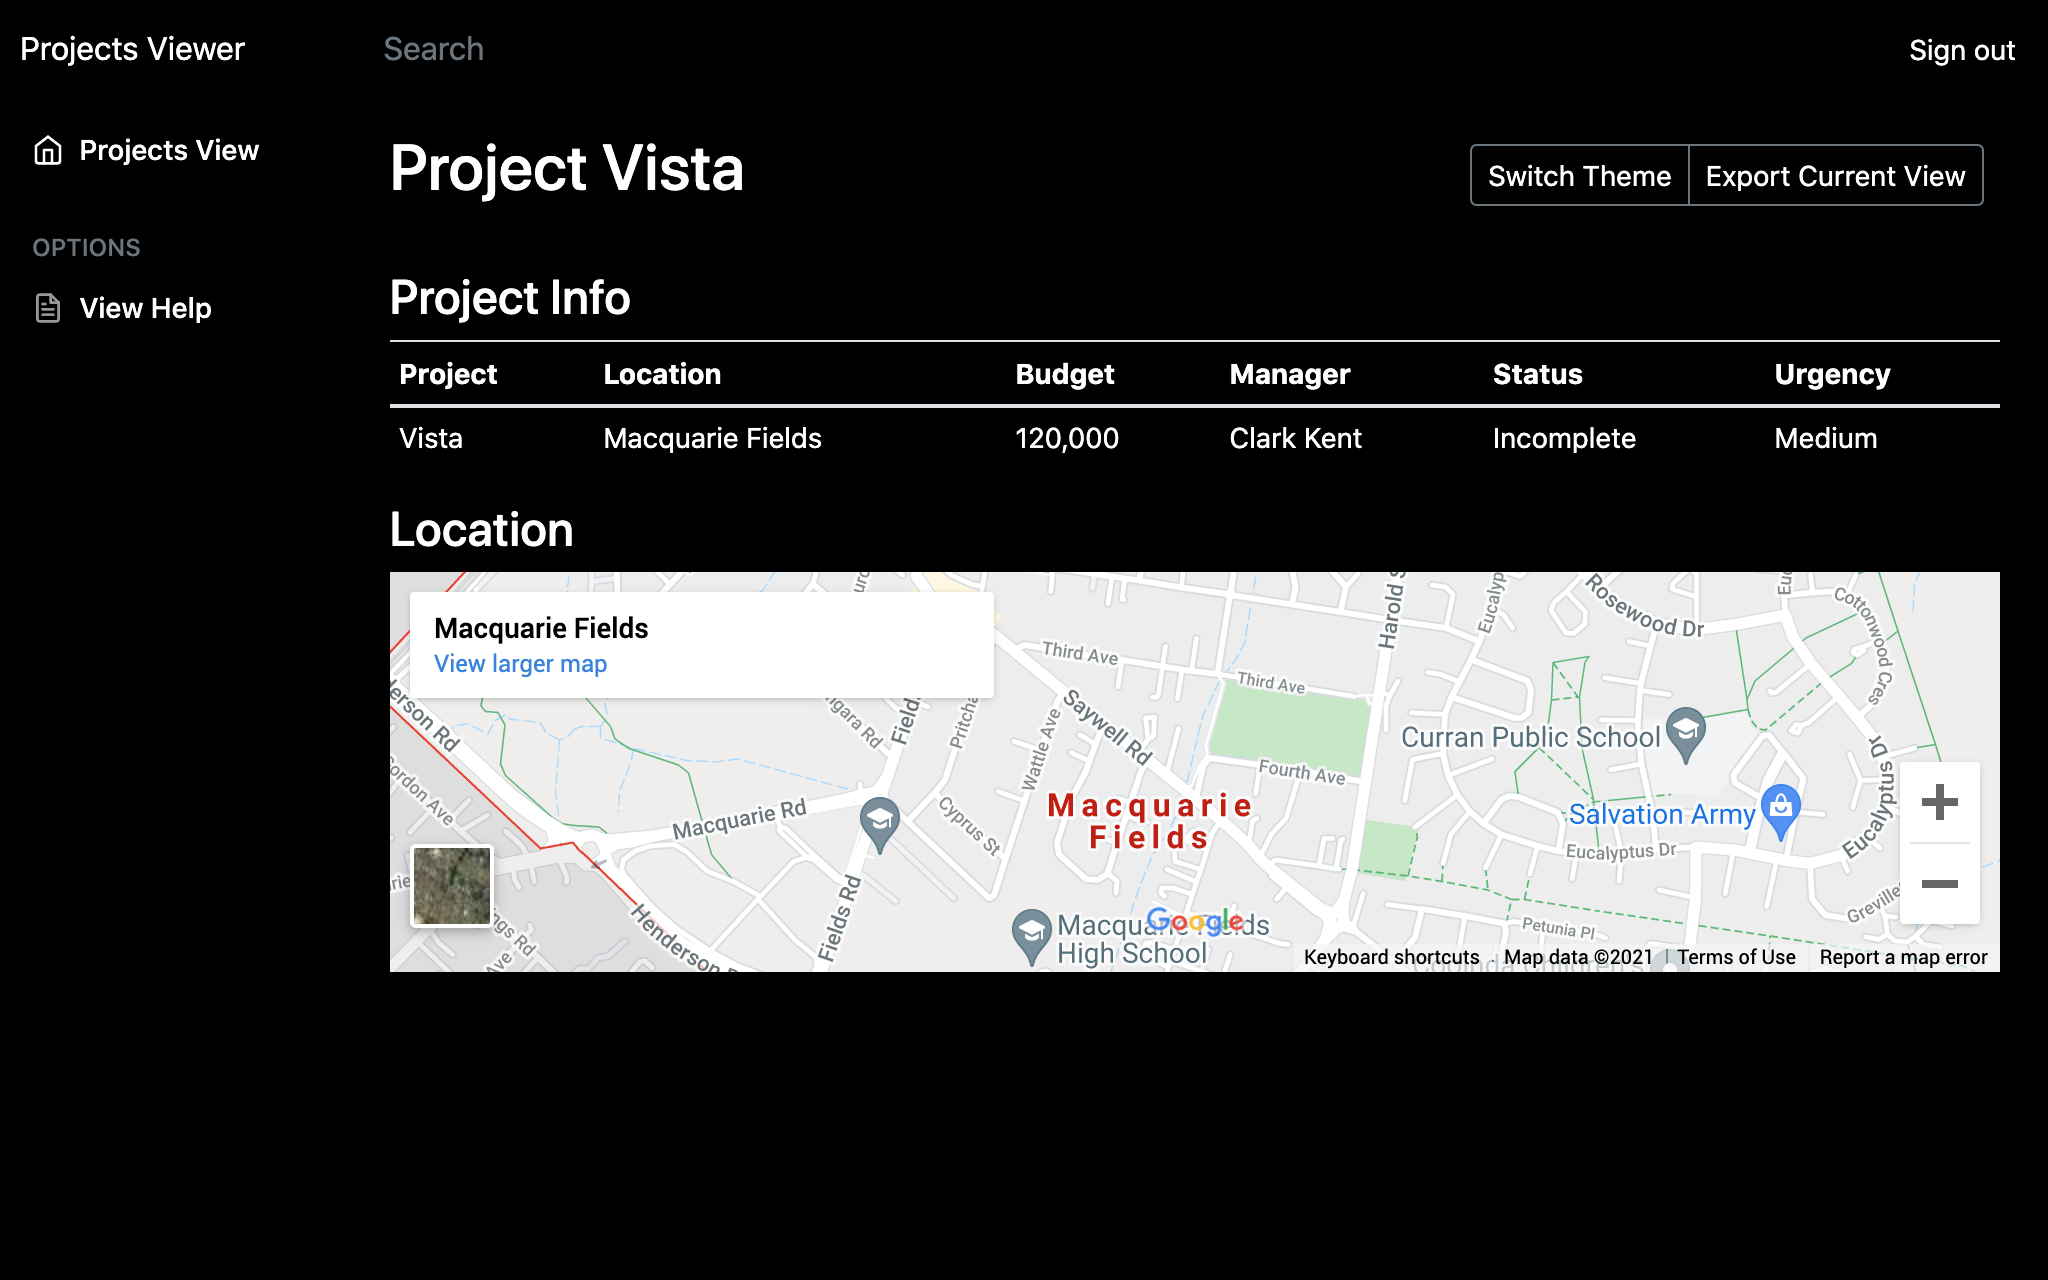 Projects Viewer
Search
Sign out
Projects View
OPTIONS
View Help
Project Vista
Switch Theme
Export Current View
Project Info
Project Location Budget Manager Status Urgency
Vista Macquarie Fields 120,000 Clark Kent Incomplete Medium
Location
Macquarie Fields
View larger map
Harold
Eucalyp
Rosewood Dr
Cottonwood Cres
Third Ave
Third Ave
Saywell Rd
Fields
Pritcha
Wattle Ave
Curran Public School
Fourth Ave
Gordon Ave
Macquarie Rd
Cyprus St
Macquarie
Fields
Salvation Army
Eucalyptus Dr
Eucalyptus Dr
Henderson
Fields Rd
Macquarie Fields
High School
Google
Petunia Pl
Keyboard shortcuts
Map data ©2021
Terms of Use
Report a map error